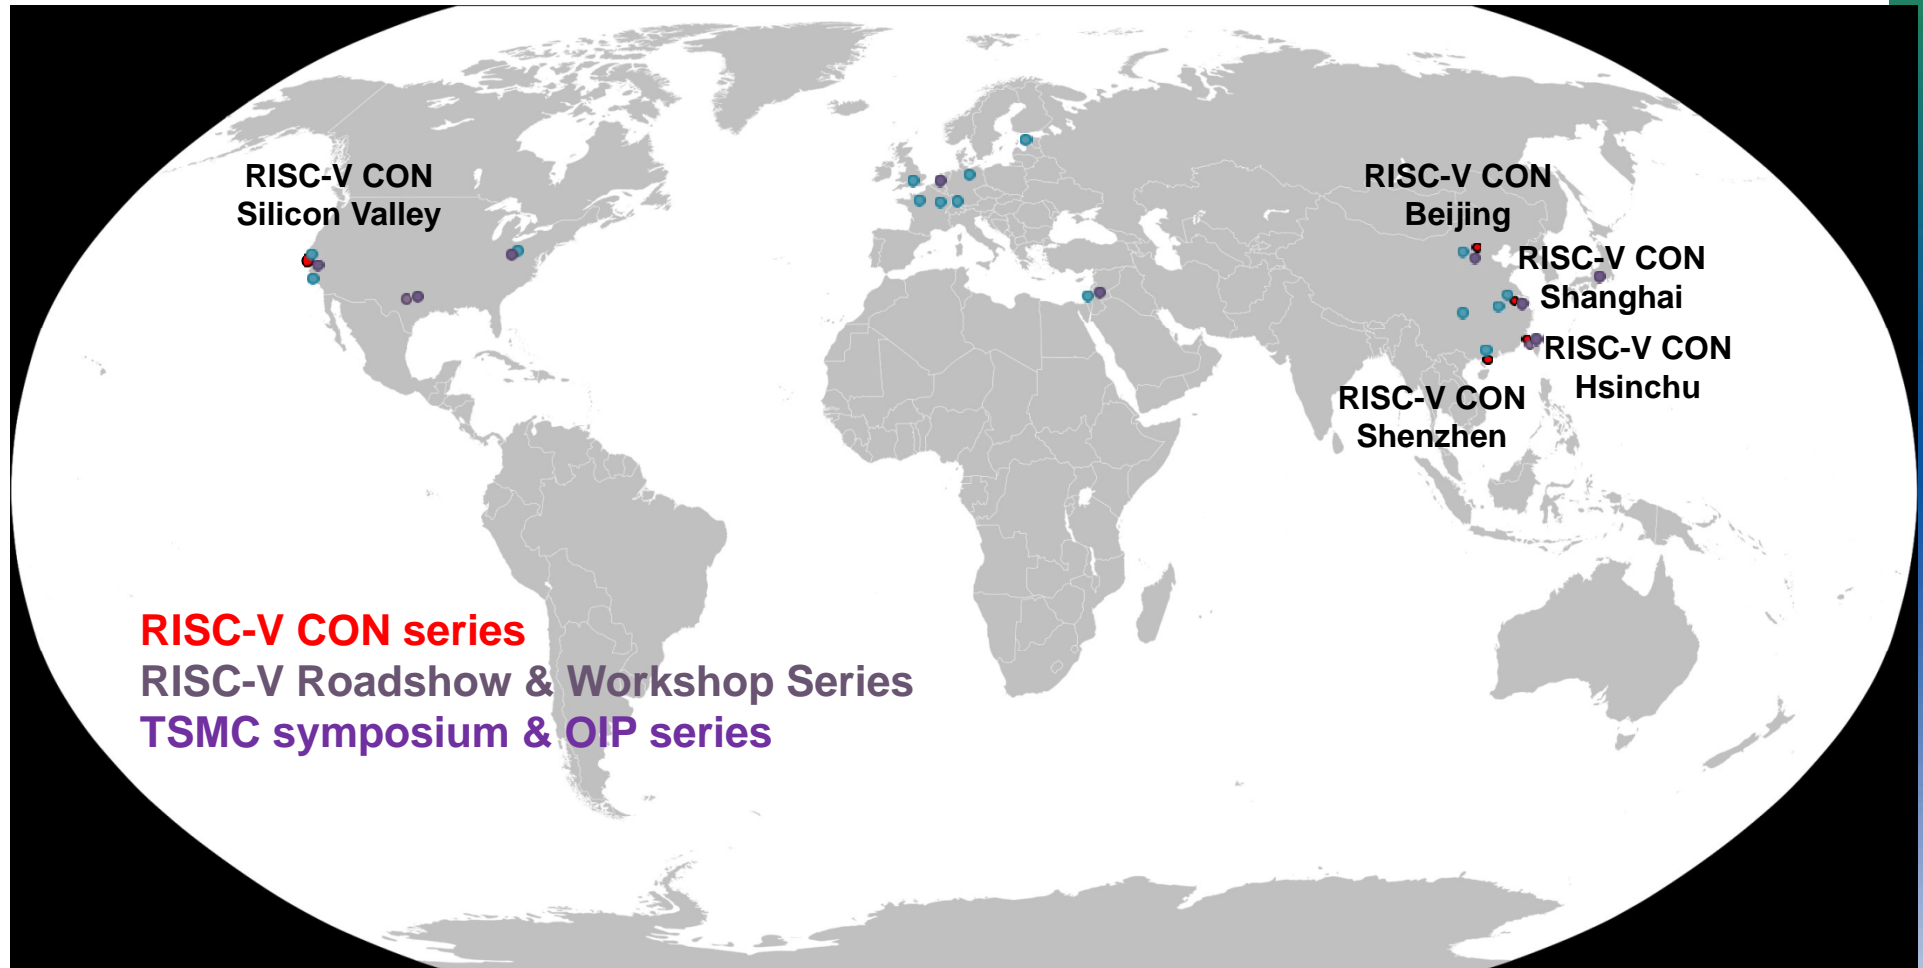 RISC-V CON
Silicon Valley
RISC-V CON
Beijing
RISC-V CON
Shanghai
RISC-V CON
Hsinchu
RISC-V CON
Shenzhen
RISC-V CON series
RISC-V Roadshow & Workshop Series
TSMC symposium & OIP series